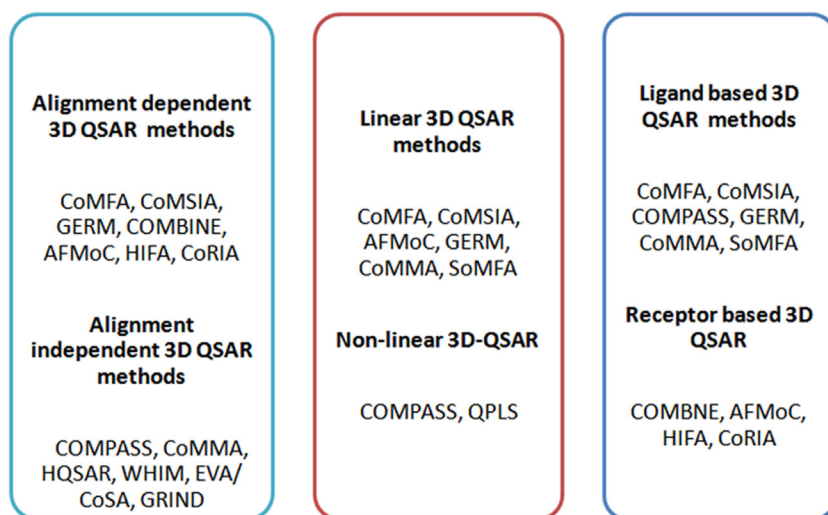 Alignment dependent
3D QSAR methods
CoMFA, CoMSIA,
GERM, COMBINE,
AFMoC, HIFA, CoRIA
Alignment
independent 3D QSAR
methods
COMPASS, CoMMA,
HQSAR, WHIM, EVA/
CoSA, GRIND
Linear 3D QSAR
methods
CoMFA, CoMSIA,
AFMoC, GERM,
CoMMA, SoMFA
Non-linear 3D-QSAR
COMPASS, QPLS
Ligand based 3D
QSAR methods
CoMFA, CoMSIA,
COMPASS, GERM,
CoMMA, SoMFA
Receptor based 3D
QSAR
COMBNE, AFMoC,
HIFA, CoRIA